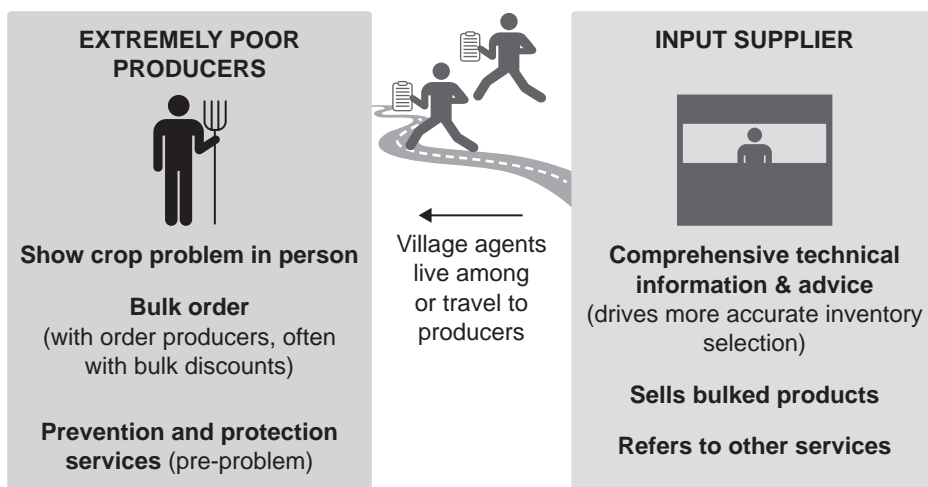 EXTREMELY POOR
PRODUCERS
Show crop problem in person
Bulk order
(with order producers, often
with bulk discounts)
Prevention and protection
services (pre-problem)
Village agents
live among
or travel to
producers
INPUT SUPPLIER
Comprehensive technical
information & advice
(drives more accurate inventory
selection)
Sells bulked products
Refers to other services